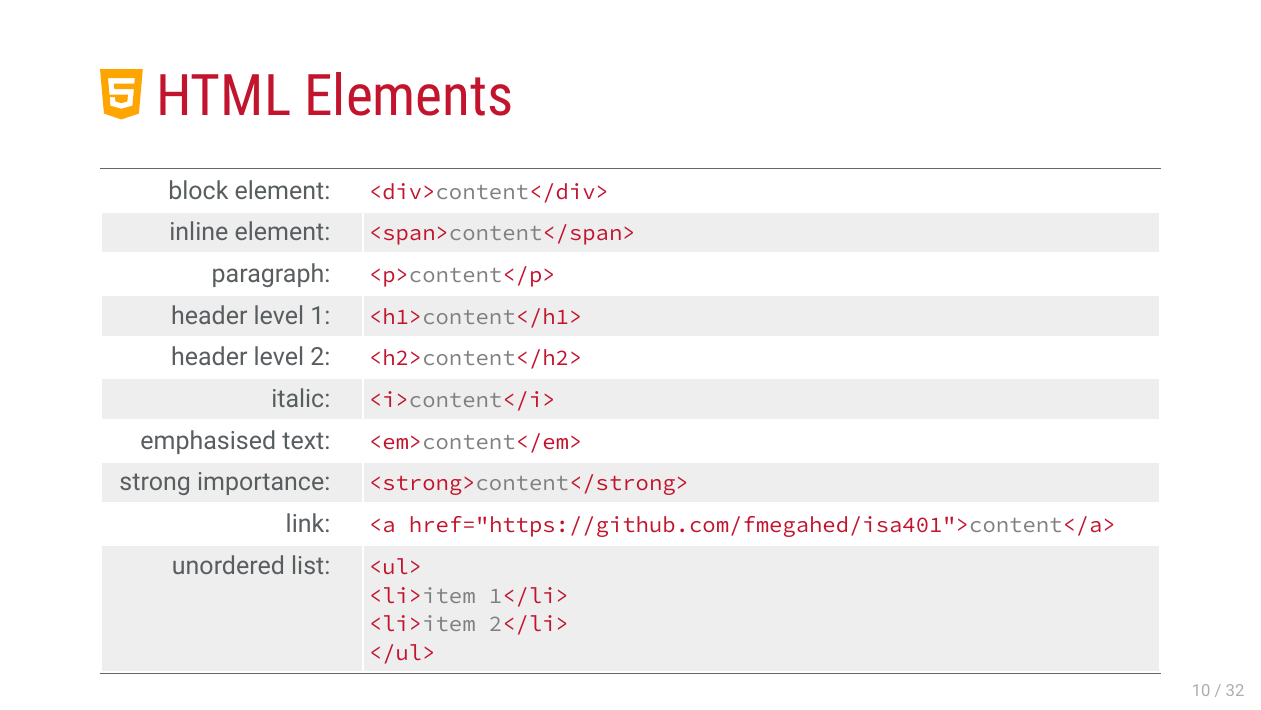 HTML Elements
block element: <div>content</div>
inline element: <span>content</span>
paragraph: <p>content</p>
header level 1: <h1>content</h1>
header level 2: <h2>content</h2>
italic: <i>content</i>
emphasised text: <em>content</em>
strong importance: <strong>content</strong>
link: <a href="https://github.com/fmegahed/isa401">content</a>
unordered list: <ul>
<li>item 1</li>
<li>item 2</li>
</ul>
10 / 32